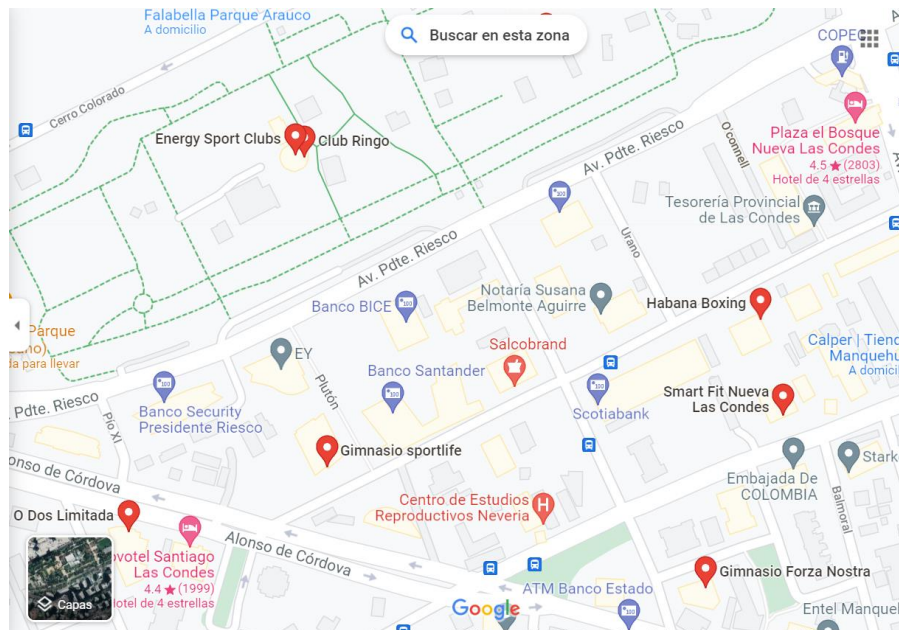 Falabella Parque Arauco
A domicilio
Buscar en esta zona
COPEC
Cerro Colorado
Energy Sport Clubs
Club Ringo
Av. Pdte. Riesco
O'connell
Plaza el Bosque
Nueva Las Condes
4.5 ★ (2803)
Hotel de 4 estrellas
Tesorería Provincial
de Las Condes
Urano
Av. Pdte. Riesco
Notaría Susana
Belmonte Aguirre
Habana Boxing
Banco BICE
Parque
da para llevar
EY
Salcobrand
Calper | Tiend
Manquehu
A domicil
Banco Santander
Plutón
Smart Fit Nueva
Las Condes
Pdte. Riesco
Pío XI
Banco Security
Presidente Riesco
Scotiabank
Gimnasio sportlife
Stark
onso de Córdova
Embajada De
COLOMBIA
Balmoral
O Dos Limitada
Centro de Estudios
Reproductivos Neveria
H
Alonso de Córdova
ovotel Santiago
Las Condes
4.4 ★ (1999)
Hotel de 4 estrellas
Gimnasio Forza Nostra
ATM Banco Estado
Capas
Google
Entel Manquel